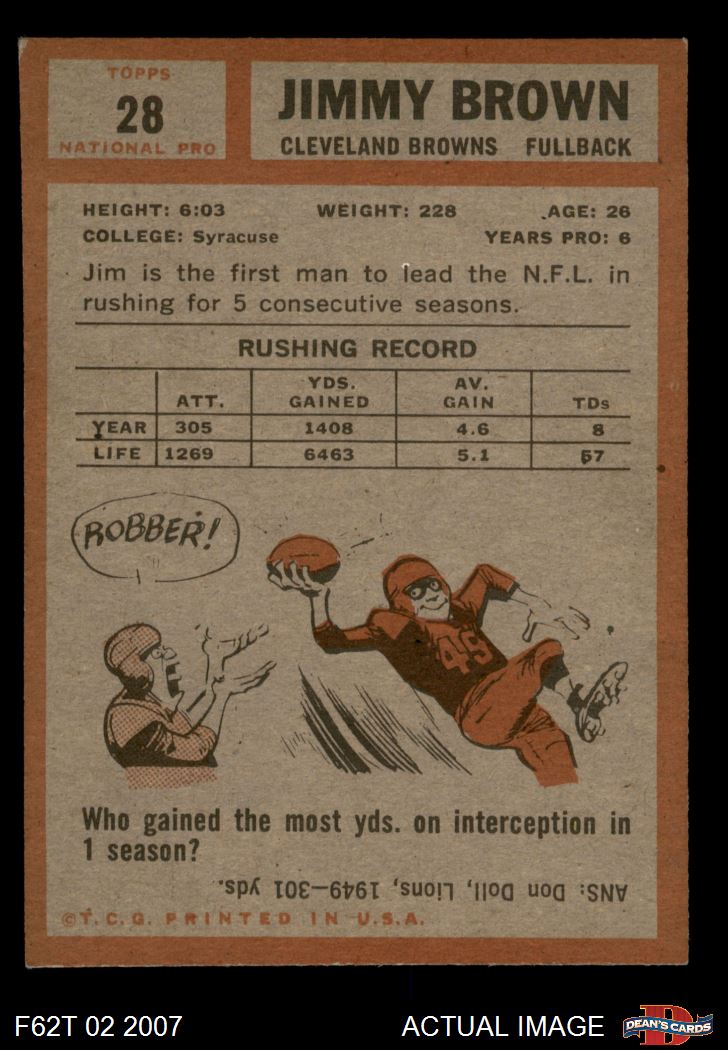 TOPPS
28
NATIONAL PRO
JIMMY BROWN
CLEVELAND BROWNS FULLBACK
HEIGHT: 6:03 WEIGHT: 228 AGE: 26
COLLEGE: Syracuse YEARS PRO: 6
Jim is the first man to lead the N.F.L. in
rushing for 5 consecutive seasons.
RUSHING RECORD
ATT. YDS. GAINED AV. GAIN TDs
YEAR 305 1408 4.6 8
LIFE 1269 6463 5.1 57
ROBBER!
49
Who gained the most yds. on interception in
1 season?
ANS: Don Doll, Lions, 1949—301 yds.
©T.C.G. PRINTED IN U.S.A.
F62T 02 2007 ACTUAL IMAGE
D
DEAN'S CARDS